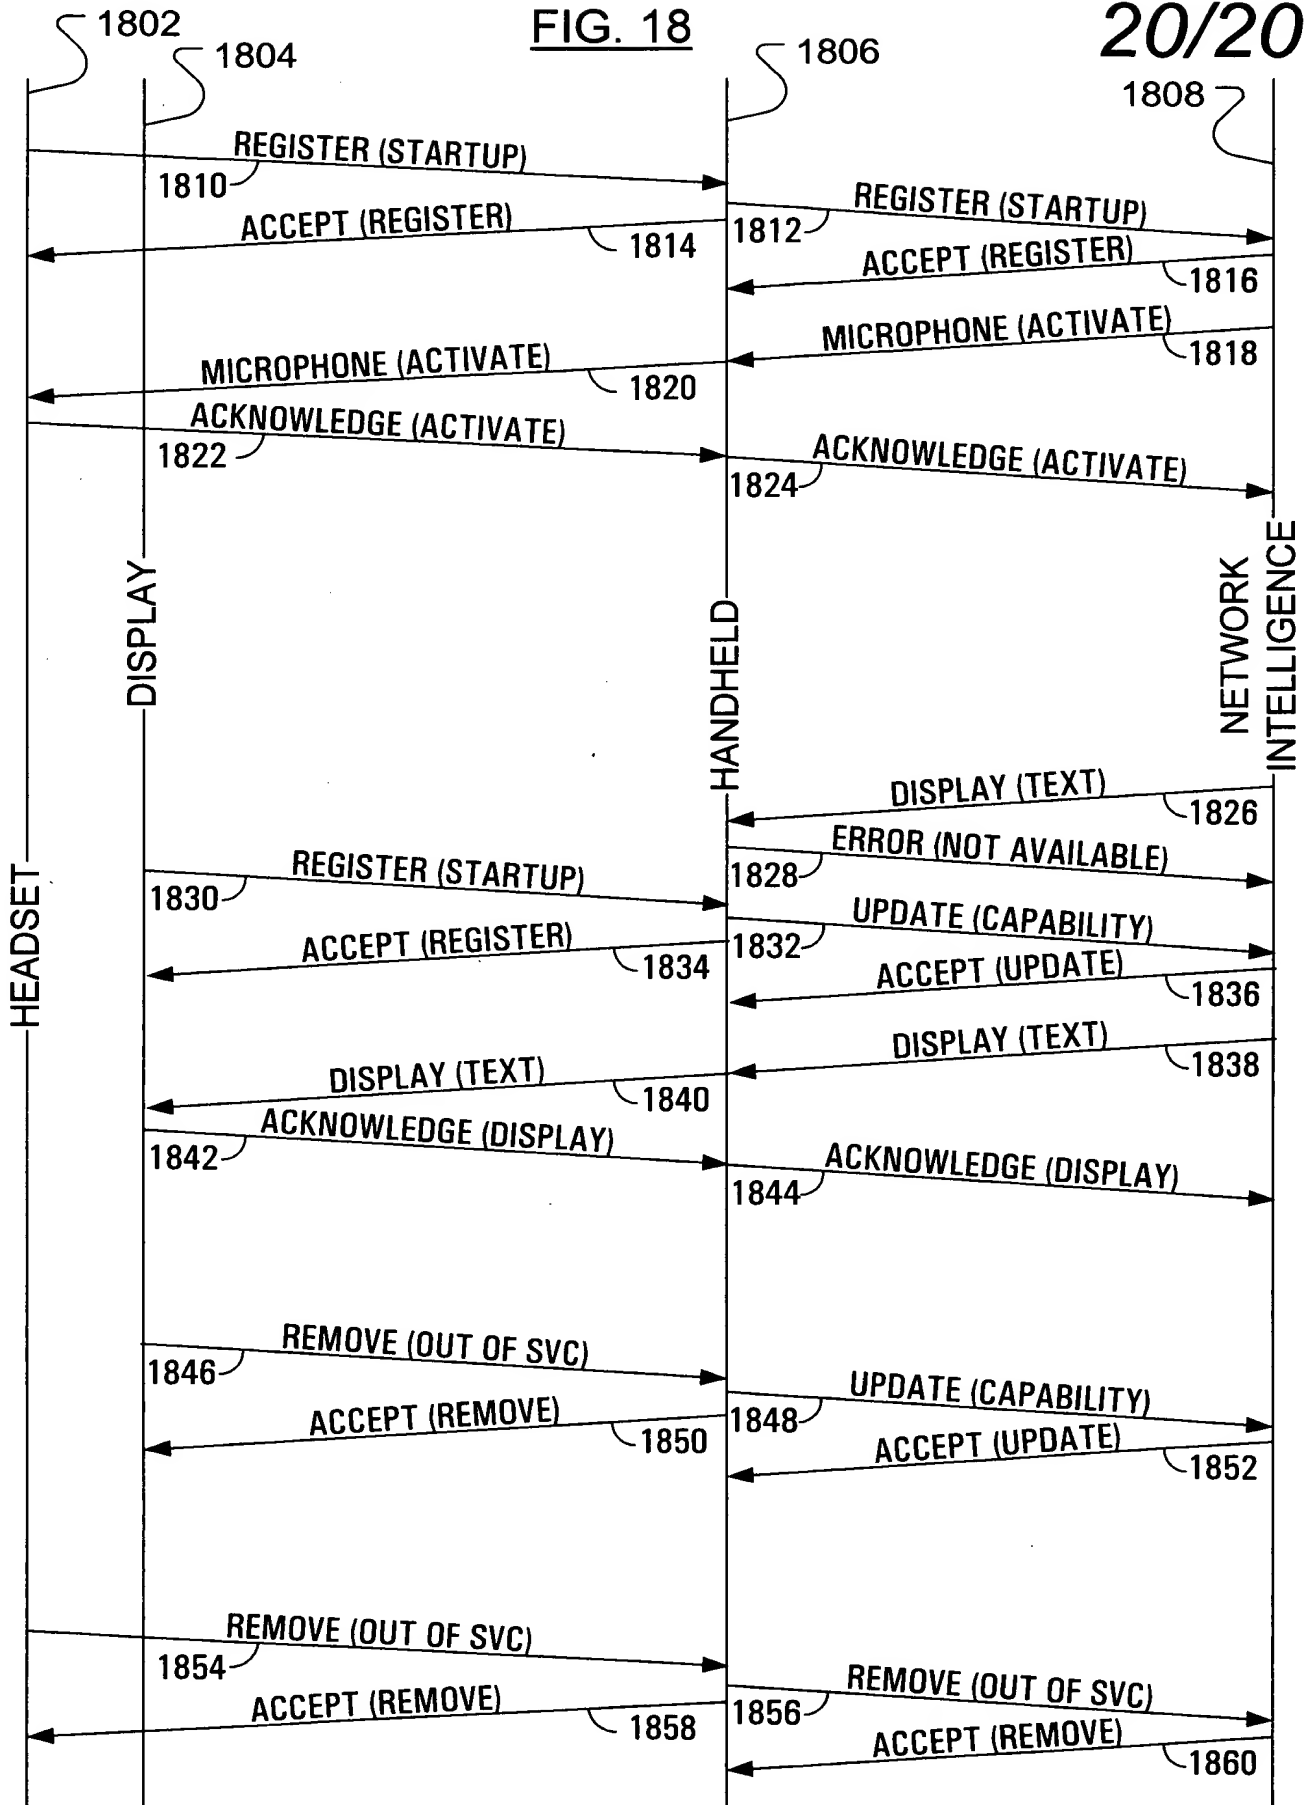 FIG. 18
20/20
1802
1804
1806
1808
REGISTER (STARTUP)
1810
REGISTER (STARTUP)
1812
ACCEPT (REGISTER)
1814
ACCEPT (REGISTER)
1816
MICROPHONE (ACTIVATE)
1818
MICROPHONE (ACTIVATE)
1820
ACKNOWLEDGE (ACTIVATE)
1822
ACKNOWLEDGE (ACTIVATE)
1824
HEADSET
DISPLAY
HANDHELD
NETWORK
INTELLIGENCE
DISPLAY (TEXT)
1826
ERROR (NOT AVAILABLE)
1828
REGISTER (STARTUP)
1830
UPDATE (CAPABILITY)
1832
ACCEPT (REGISTER)
1834
ACCEPT (UPDATE)
1836
DISPLAY (TEXT)
1838
DISPLAY (TEXT)
1840
ACKNOWLEDGE (DISPLAY)
1842
ACKNOWLEDGE (DISPLAY)
1844
REMOVE (OUT OF SVC)
1846
UPDATE (CAPABILITY)
1848
ACCEPT (REMOVE)
1850
ACCEPT (UPDATE)
1852
REMOVE (OUT OF SVC)
1854
REMOVE (OUT OF SVC)
1856
ACCEPT (REMOVE)
1858
ACCEPT (REMOVE)
1860